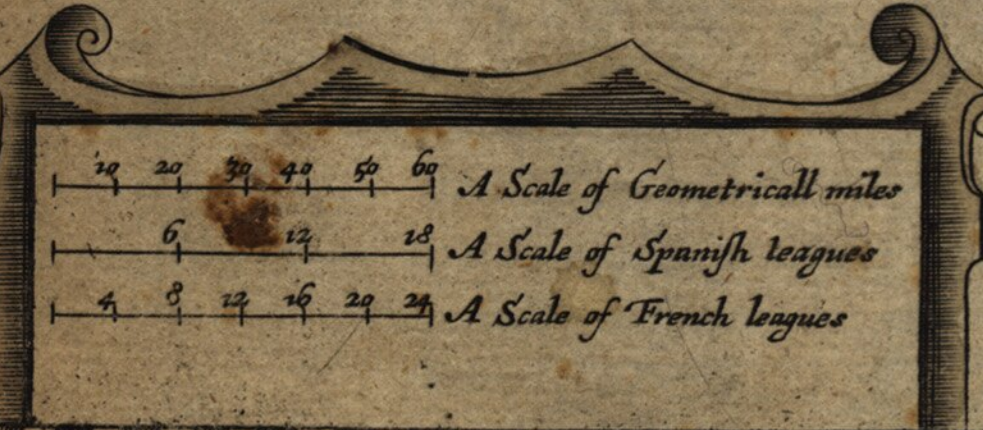 10 20 30 40 50 60 A Scale of Geometricall miles
6 12 18 A Scale of Spaniſh leagues
4 8 12 16 20 24 A Scale of French leagues